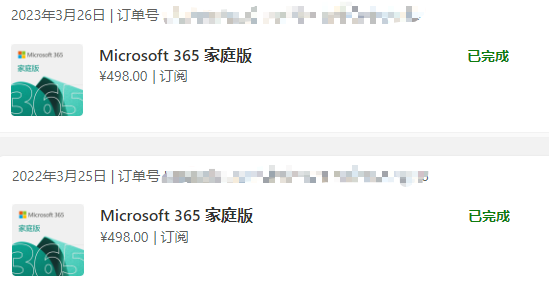 2023年3月26日 | 订单号
Microsoft 365
家庭版
365
Microsoft 365 家庭版
¥498.00 | 订阅
已完成
2022年3月25日 | 订单号
Microsoft 365
家庭版
365
Microsoft 365 家庭版
¥498.00 | 订阅
已完成